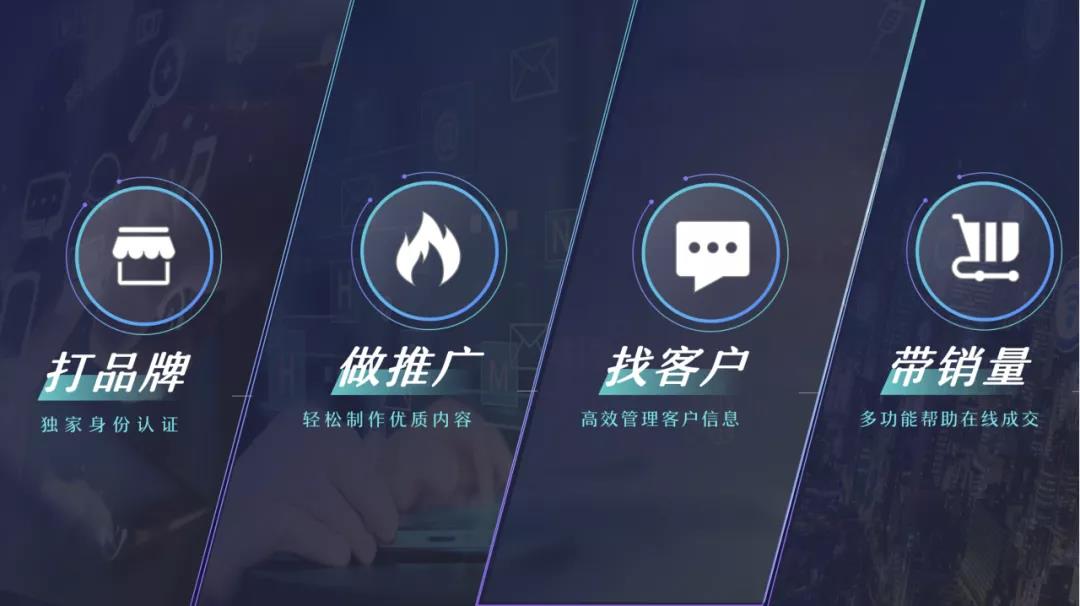 打品牌
独家身份认证
做推广
轻松制作优质内容
找客户
高效管理客户信息
带销量
多功能帮助在线成交